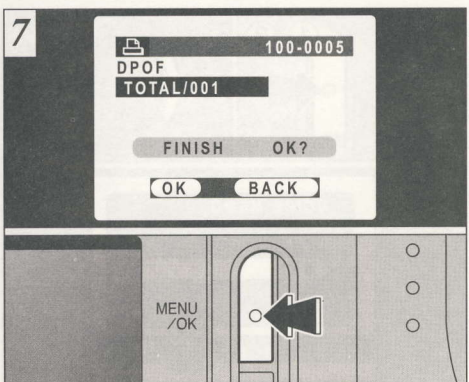 7
100-0005
DPOF
TOTAL/001
FINISH OK?
OK BACK
MENU
/OK